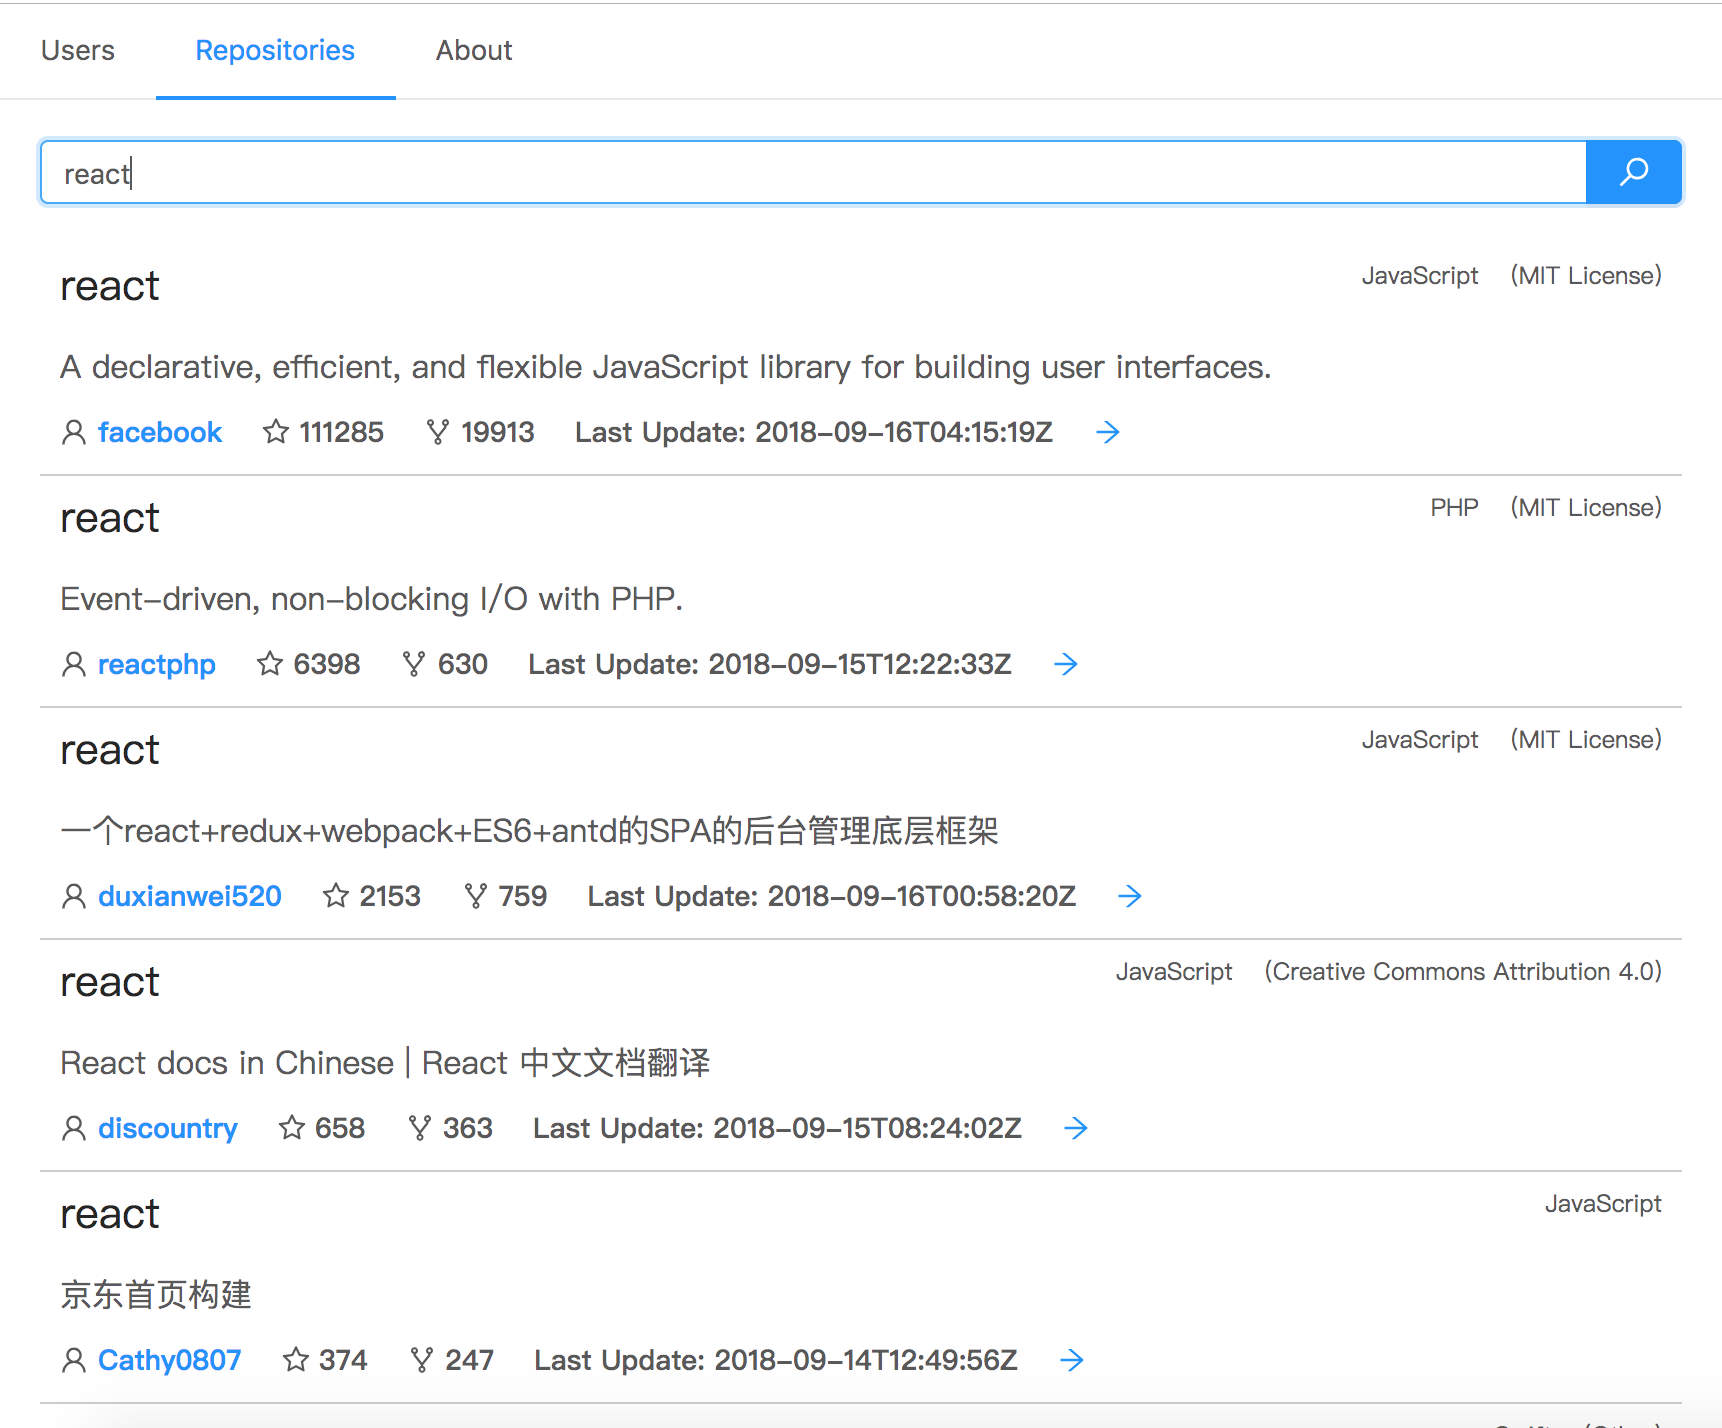 Users Repositories About
react
react JavaScript (MIT License)
A declarative, efficient, and flexible JavaScript library for building user interfaces.
facebook 111285 19913 Last Update: 2018-09-16T04:15:19Z
react PHP (MIT License)
Event-driven, non-blocking I/O with PHP.
reactphp 6398 630 Last Update: 2018-09-15T12:22:33Z
react JavaScript (MIT License)
一个react+redux+webpack+ES6+antd的SPA的后台管理底层框架
duxianwei520 2153 759 Last Update: 2018-09-16T00:58:20Z
react JavaScript (Creative Commons Attribution 4.0)
React docs in Chinese | React 中文文档翻译
discountry 658 363 Last Update: 2018-09-15T08:24:02Z
react JavaScript
京东首页构建
Cathy0807 374 247 Last Update: 2018-09-14T12:49:56Z